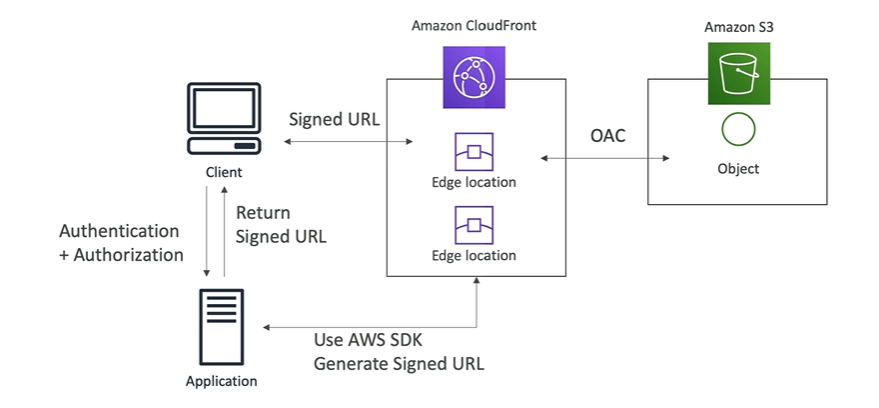 Amazon CloudFront
Amazon S3
Signed URL
OAC
Client
Edge location
Object
Return
Signed URL
Authentication
+ Authorization
Edge location
Use AWS SDK
Generate Signed URL
Application